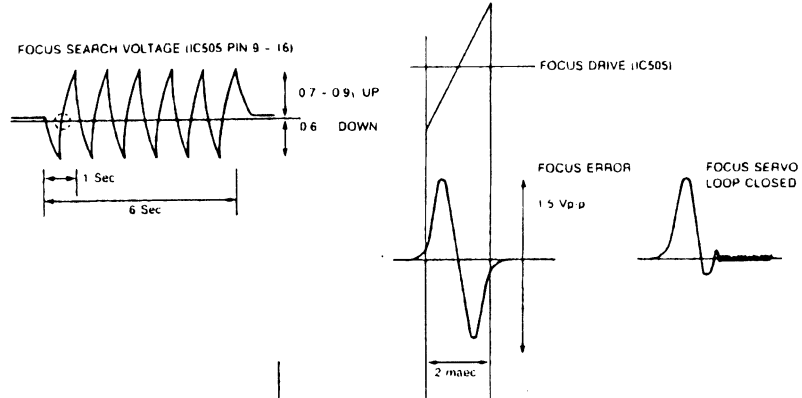 FOCUS SEARCH VOLTAGE (IC505 PIN 9 - 16)
0.7 - 0.9V UP
0.6 DOWN
1 Sec
6 Sec
FOCUS DRIVE (IC505)
FOCUS ERROR
1.5 Vp-p
2 msec
FOCUS SERVO
LOOP CLOSED